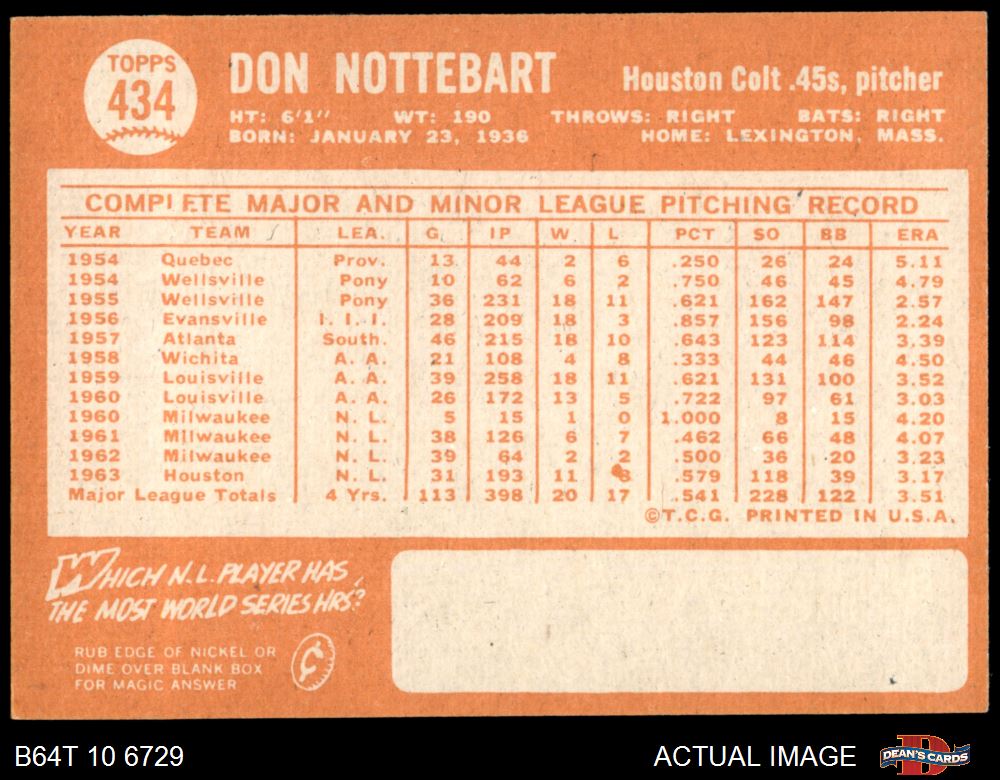 TOPPS
434
DON NOTTEBART
Houston Colt .45s, pitcher
HT: 6'1" WT: 190 THROWS: RIGHT BATS: RIGHT
BORN: JANUARY 23, 1936 HOME: LEXINGTON, MASS.
COMPLETE MAJOR AND MINOR LEAGUE PITCHING RECORD
YEAR TEAM LEA. G IP W L PCT SO BB ERA
1954 Quebec Prov. 13 44 2 6 .250 26 24 5.11
1954 Wellsville Pony 10 62 6 2 .750 46 45 4.79
1955 Wellsville Pony 36 231 18 11 .621 162 147 2.57
1956 Evansville I. I. I. 28 209 18 3 .857 156 98 2.24
1957 Atlanta South. 46 215 18 10 .643 123 114 3.39
1958 Wichita A. A. 21 108 4 8 .333 44 46 4.50
1959 Louisville A. A. 39 258 18 11 .621 131 100 3.52
1960 Louisville A. A. 26 172 13 5 .722 97 61 3.03
1960 Milwaukee N. L. 5 15 1 0 1.000 8 15 4.20
1961 Milwaukee N. L. 38 126 6 7 .462 66 48 4.07
1962 Milwaukee N. L. 39 64 2 2 .500 36 20 3.23
1963 Houston N. L. 31 193 11 8 .579 118 39 3.17
Major League Totals 4 Yrs. 113 398 20 17 .541 228 122 3.51
©T.C.G. PRINTED IN U.S.A.
WHICH N.L. PLAYER HAS
THE MOST WORLD SERIES HRS?
RUB EDGE OF NICKEL OR
DIME OVER BLANK BOX
FOR MAGIC ANSWER
¢
B64T 10 6729
ACTUAL IMAGE
D
DEAN'S CARDS